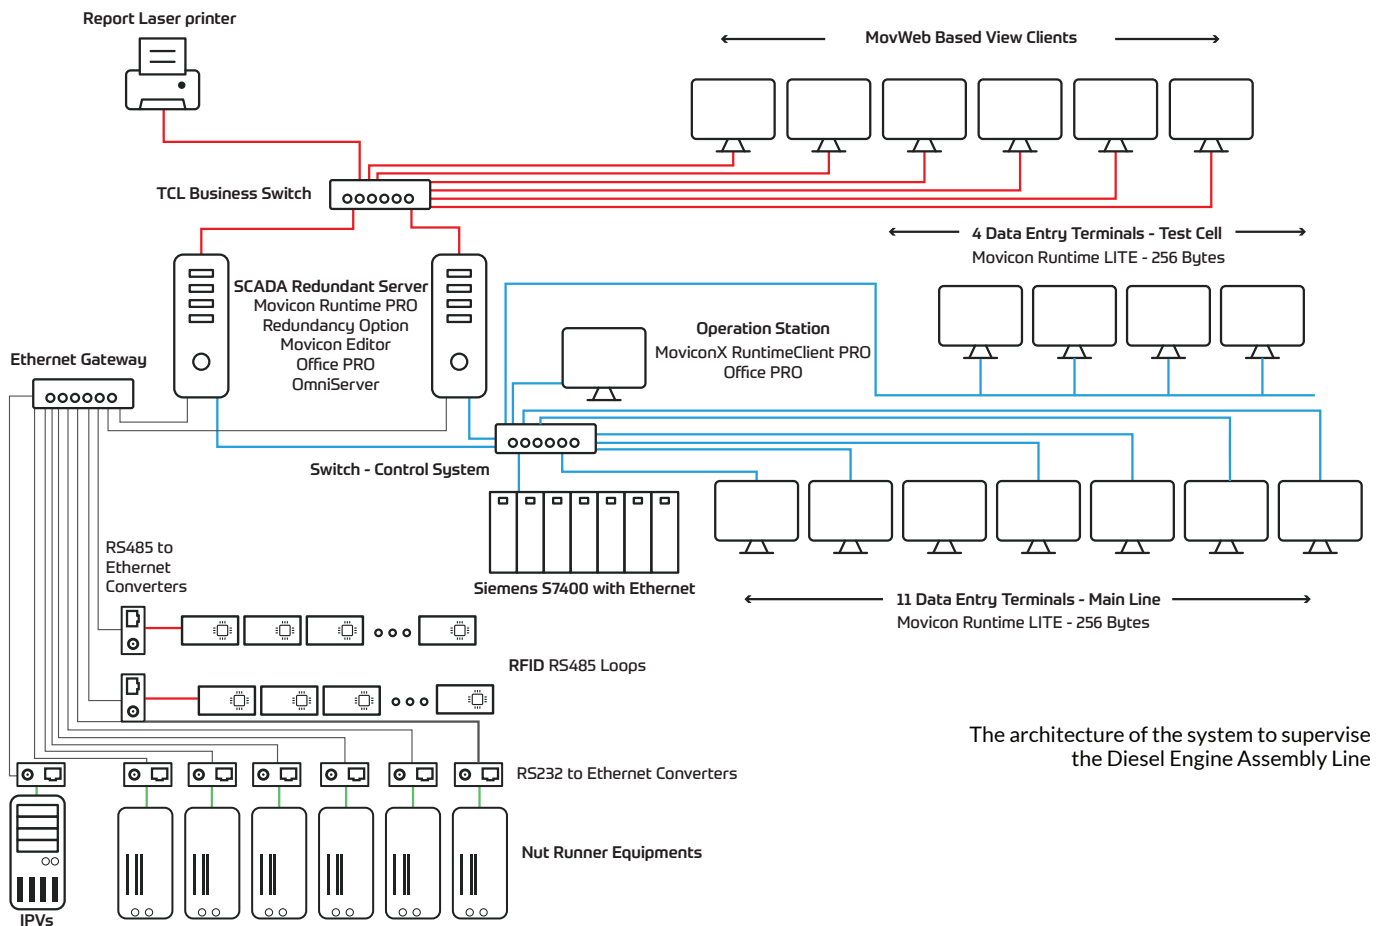 Report Laser printer
MovWeb Based View Clients
TCL Business Switch
4 Data Entry Terminals - Test Cell
Movicon Runtime LITE - 256 Bytes
SCADA Redundant Server
Movicon Runtime PRO
Redundancy Option
Movicon Editor
Office PRO
OmniServer
Operation Station
MoviconX RuntimeClient PRO
Office PRO
Ethernet Gateway
Switch - Control System
Siemens S7400 with Ethernet
11 Data Entry Terminals - Main Line
Movicon Runtime LITE - 256 Bytes
RS485 to
Ethernet
Converters
RFID RS485 Loops
The architecture of the system to supervise
the Diesel Engine Assembly Line
RS232 to Ethernet Converters
Nut Runner Equipments
IPVs